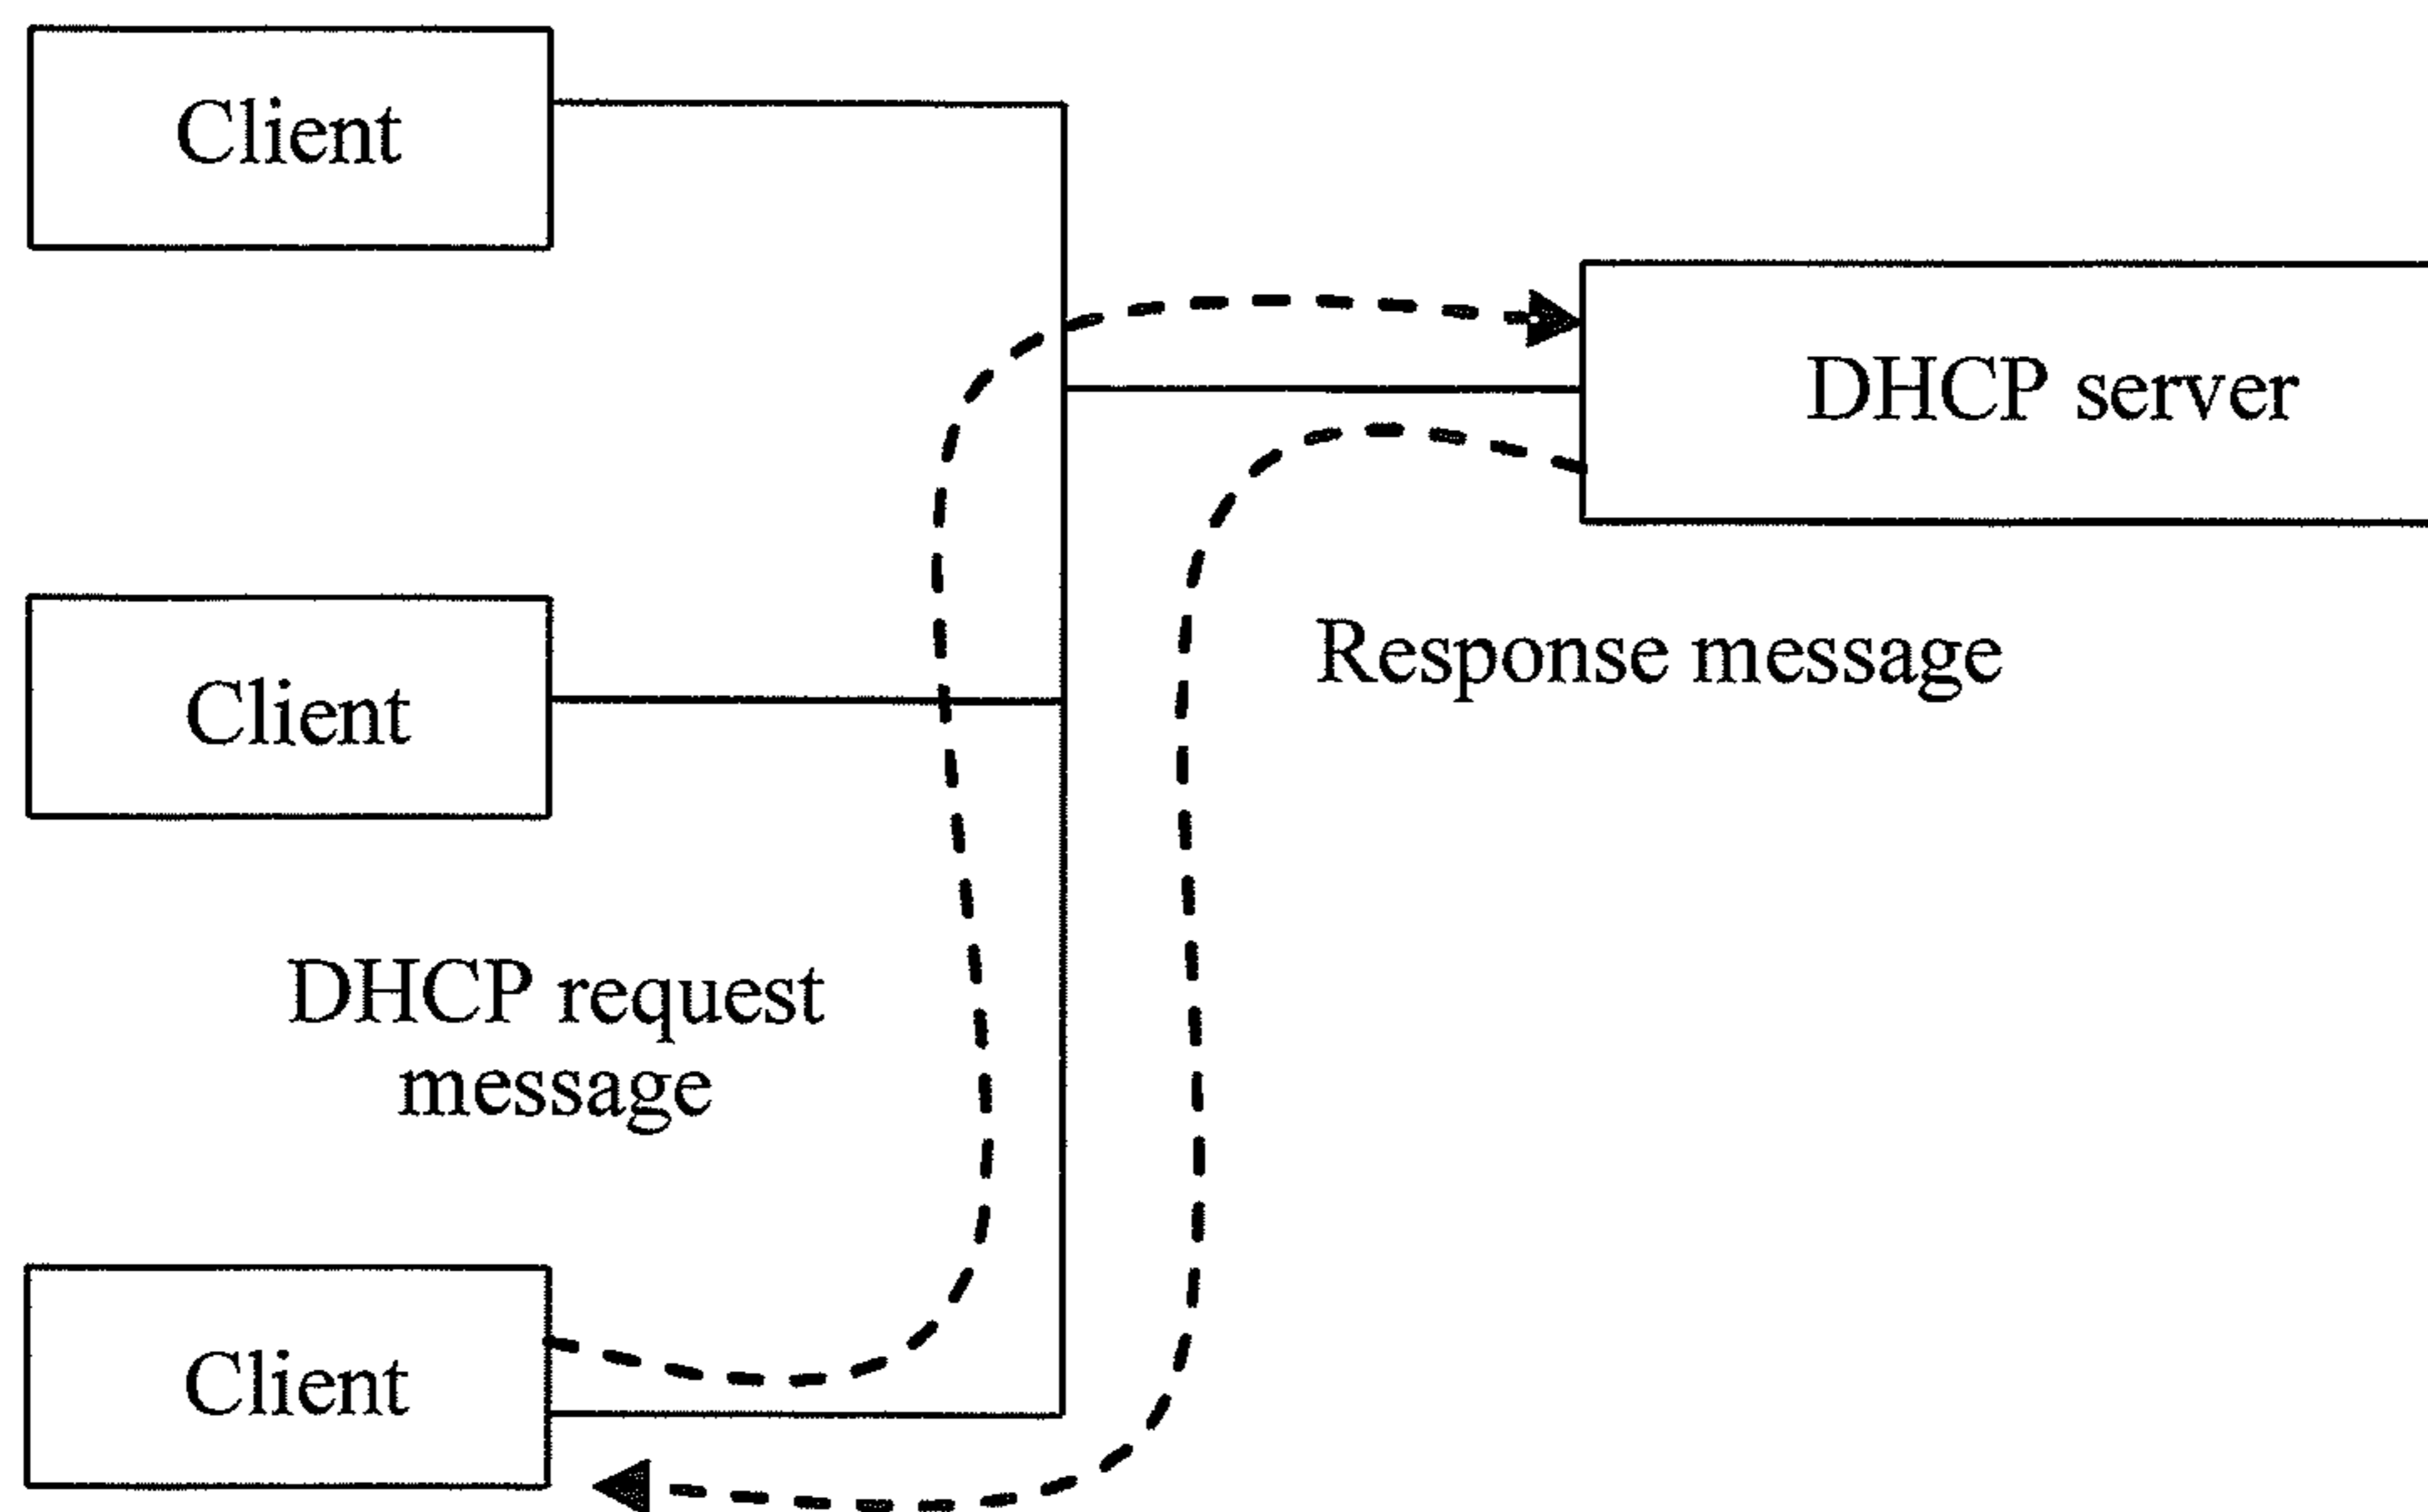 Client
DHCP server
Response message
Client
DHCP request
message
Client